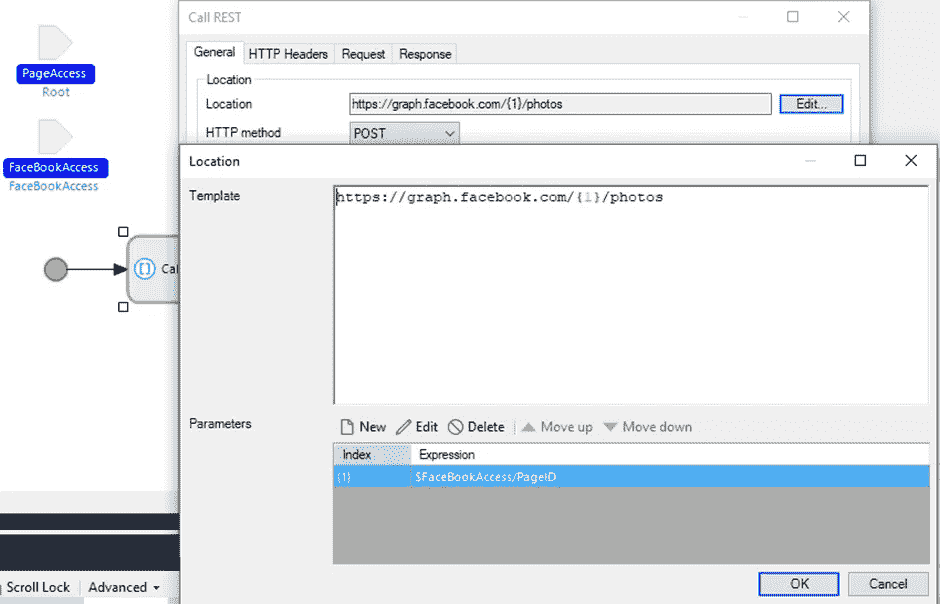 Call REST
General HTTP Headers Request Response
Location
Location https://graph.facebook.com/{1}/photos Edit...
HTTP method POST
PageAccess
Root
FaceBookAccess
FaceBookAccess
Call
Location
Template https://graph.facebook.com/{1}/photos
Parameters New Edit Delete Move up Move down
Index Expression
{1} $FaceBookAccess/PageID
Scroll Lock Advanced
OK Cancel